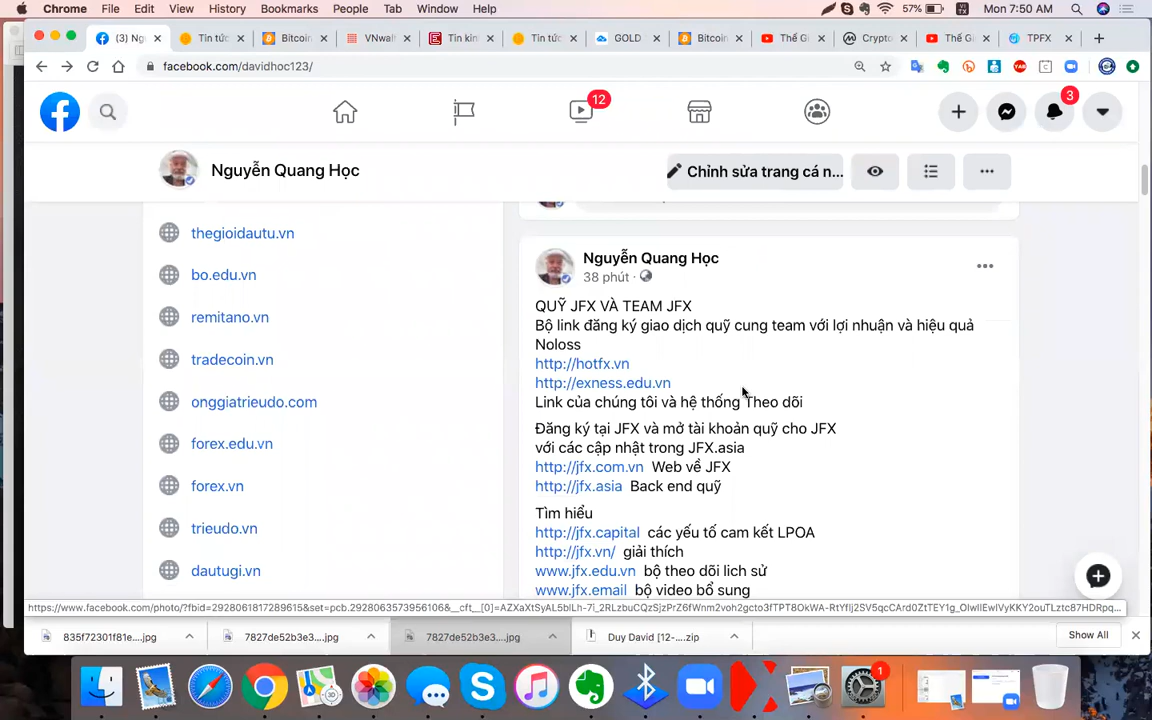 Chrome File Edit View History Bookmarks People Tab Window Help 57% Mon 7:50 AM
(3) Ng Tin tức Bitcoin VNwall Tin kin Tin tức GOLD Bitcoin Thế Gi Crypto Thế Gi TPFX
facebook.com/davidhoc123/
12
3
Nguyễn Quang Học
Chỉnh sửa trang cá n...
thegioidautu.vn
bo.edu.vn
remitano.vn
tradecoin.vn
onggiatrieudo.com
forex.edu.vn
forex.vn
trieudo.vn
dautugi.vn
Nguyễn Quang Học
38 phút
QUỸ JFX VÀ TEAM JFX
Bộ link đăng ký giao dịch quỹ cung team với lợi nhuận và hiệu quả
Noloss
http://hotfx.vn
http://exness.edu.vn
Link của chúng tôi và hệ thống Theo dõi
Đăng ký tại JFX và mở tài khoản quỹ cho JFX
với các cập nhật trong JFX.asia
http://jfx.com.vn Web về JFX
http://jfx.asia Back end quỹ
Tìm hiểu
http://jfx.capital các yếu tố cam kết LPOA
http://jfx.vn/ giải thích
www.jfx.edu.vn bộ theo dõi lich sử
www.jfx.email bộ video bổ sung
835f72301f81e....jpg 7827de52b3e3....jpg 7827de52b3e3....jpg Duy David [12-....zip Show All
1